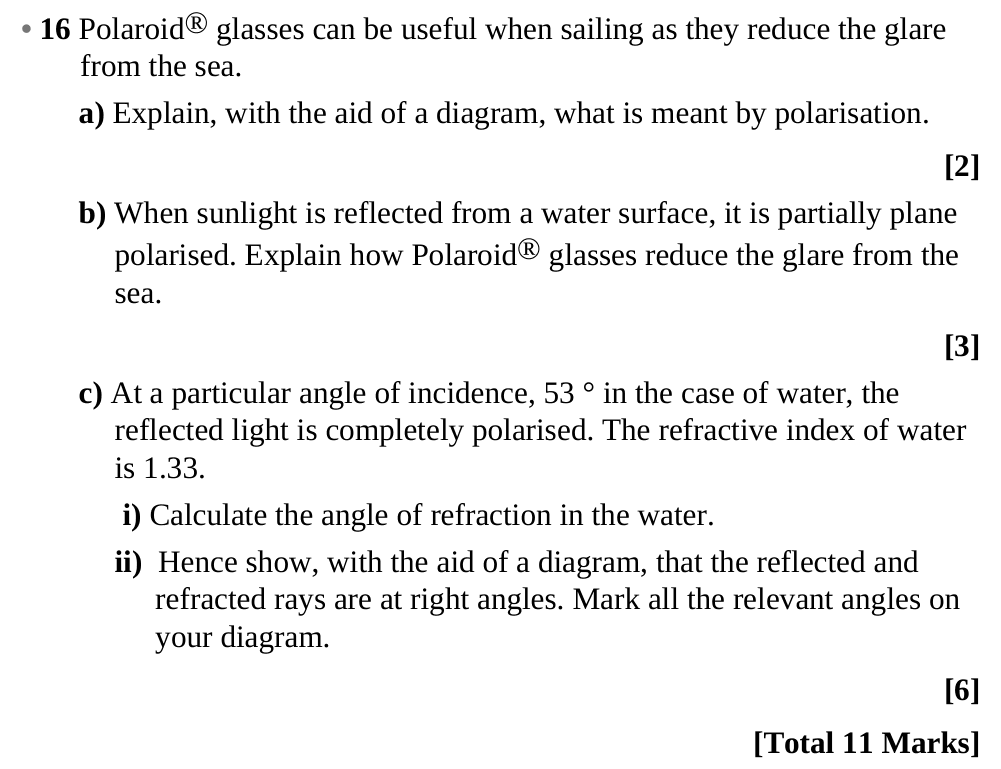 • 16 Polaroid® glasses can be useful when sailing as they reduce the glare
from the sea.
a) Explain, with the aid of a diagram, what is meant by polarisation.
[2]
b) When sunlight is reflected from a water surface, it is partially plane
polarised. Explain how Polaroid® glasses reduce the glare from the
sea.
[3]
c) At a particular angle of incidence, 53 ° in the case of water, the
reflected light is completely polarised. The refractive index of water
is 1.33.
i) Calculate the angle of refraction in the water.
ii) Hence show, with the aid of a diagram, that the reflected and
refracted rays are at right angles. Mark all the relevant angles on
your diagram.
[6]
[Total 11 Marks]